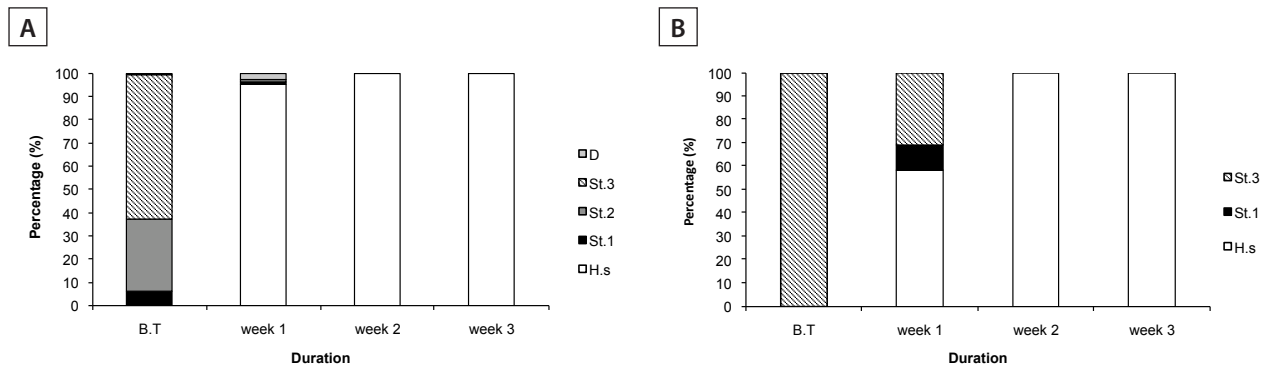 A
Percentage (%)
100
90
80
70
60
50
40
30
20
10
0
B.T week 1 week 2 week 3
Duration
D
St.3
St.2
St.1
H.s
B
Percentage (%)
100
90
80
70
60
50
40
30
20
10
0
B.T week 1 week 2 week 3
Duration
St.3
St.1
H.s